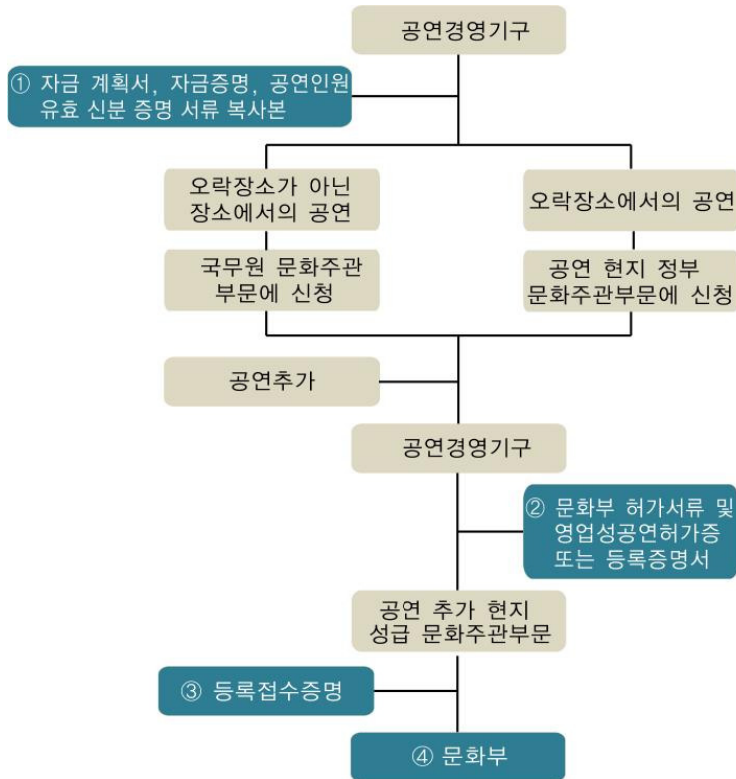 공연경영기구
① 자금 계획서, 자금증명, 공연인원
유효 신분 증명 서류 복사본
오락장소가 아닌
장소에서의 공연
오락장소에서의 공연
국무원 문화주관
부문에 신청
공연 현지 정부
문화주관부문에 신청
공연추가
공연경영기구
② 문화부 허가서류 및
영업성공연허가증
또는 등록증명서
공연 추가 현지
성급 문화주관부문
③ 등록접수증명
④ 문화부